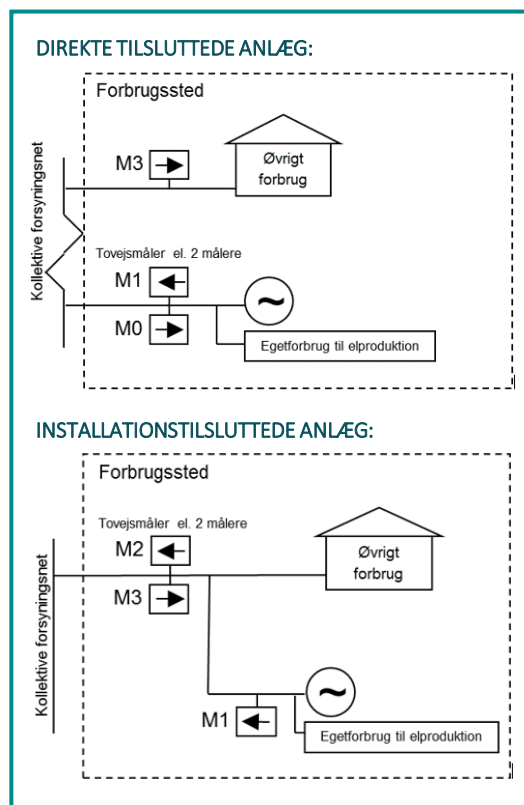 DIREKTE TILSLUTTEDE ANLÆG:
Forbrugssted
M3
Øvrigt
forbrug
Kollektive forsyningsnet
Tovejsmåler el. 2 målere
M1
~
M0
Egetforbrug til elproduktion
INSTALLATIONSTILSLUTTEDE ANLÆG:
Forbrugssted
Tovejsmåler el. 2 målere
M2
Øvrigt
forbrug
M3
Kollektive forsyningsnet
~
M1
Egetforbrug til elproduktion